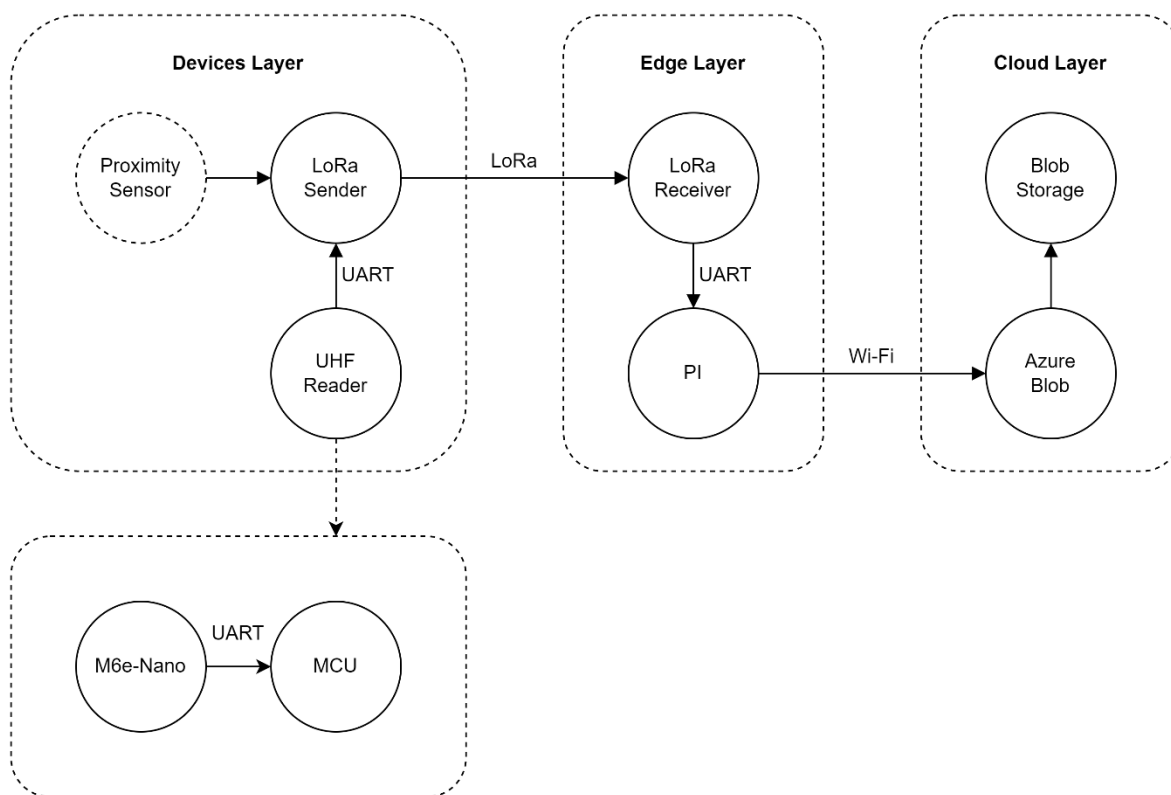 Devices Layer
Edge Layer
Cloud Layer
Proximity
Sensor
LoRa
Sender
LoRa
LoRa
Receiver
Blob
Storage
UART
UART
UHF
Reader
PI
Wi-Fi
Azure
Blob
M6e-Nano
UART
MCU